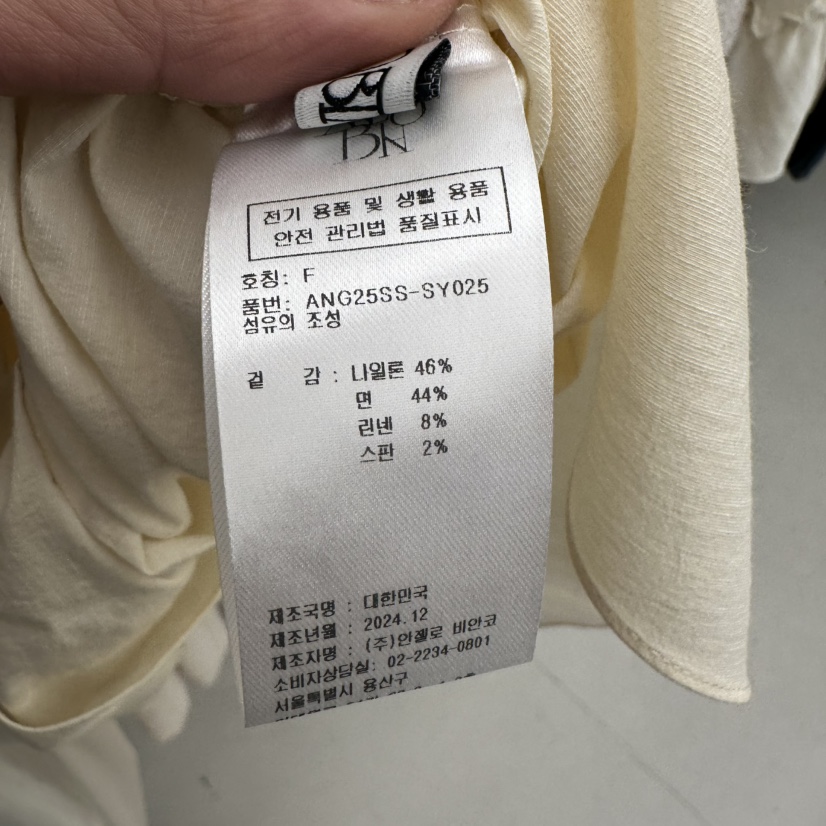 전기 용품 및 생활 용품
안전 관리법 품질표시
호칭: F
품번: ANG25SS-SY025
섬유의 조성
겉 감 : 나일론 46%
면 44%
린넨 8%
스판 2%
제조국명 : 대한민국
제조년월 : 2024.12
제조자명 : (주)안젤로 비안코
소비자상담실: 02-2234-0801
서울특별시 용산구